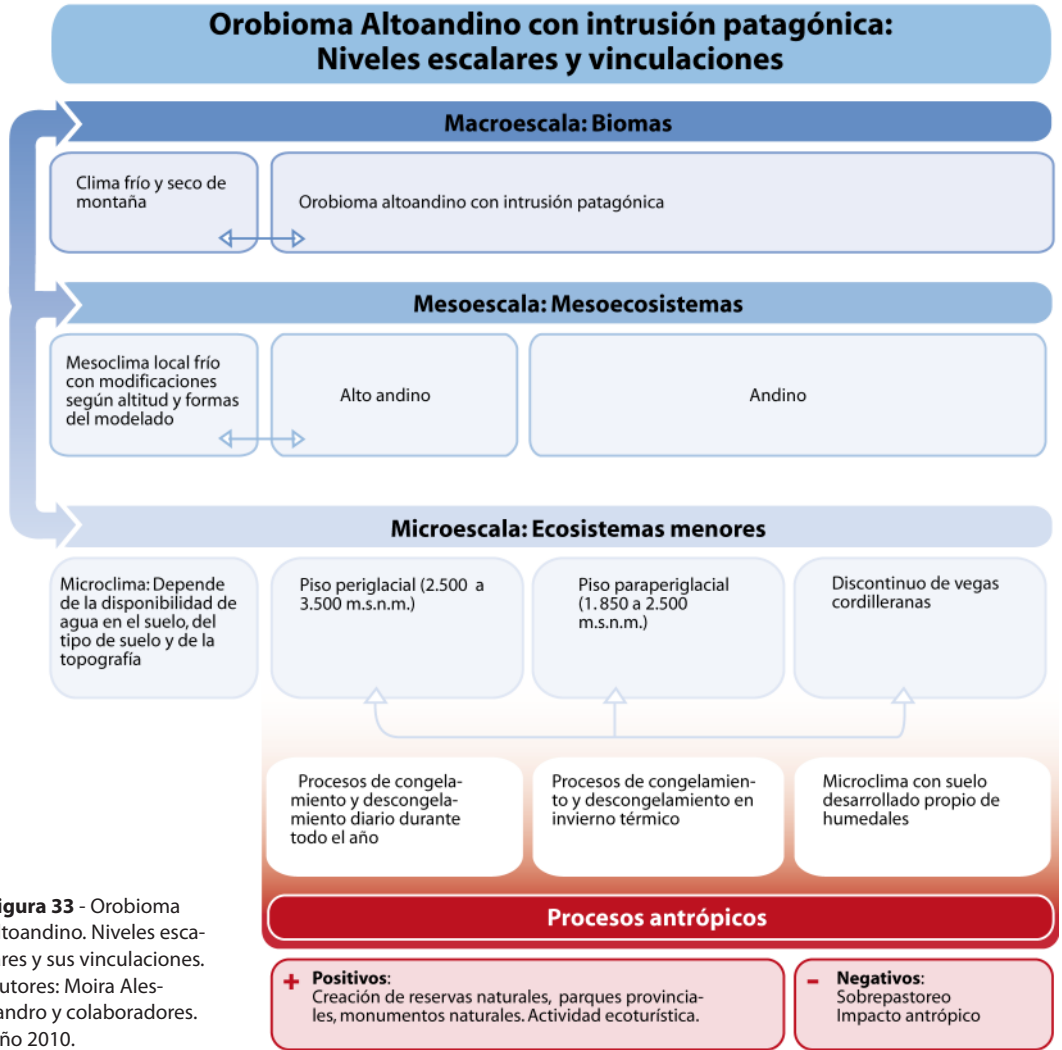 Orobioma Altoandino con intrusión patagónica:
Niveles escalares y vinculaciones
Macroescala: Biomas
Clima frío y seco de
montaña
Orobioma altoandino con intrusión patagónica
Mesoescala: Mesoecosistemas
Mesoclima local frío
con modificaciones
según altitud y formas
del modelado
Alto andino
Andino
Microescala: Ecosistemas menores
Microclima: Depende
de la disponibilidad de
agua en el suelo, del
tipo de suelo y de la
topografía
Piso periglacial (2.500 a
3.500 m.s.n.m.)
Piso paraperiglacial
(1. 850 a 2.500
m.s.n.m.)
Discontinuo de vegas
cordilleranas
Procesos de congela-
miento y descongela-
miento diario durante
todo el año
Procesos de congelamien-
to y descongelamiento en
invierno térmico
Microclima con suelo
desarrollado propio de
humedales
Procesos antrópicos
+ Positivos:
Creación de reservas naturales, parques provincia-
les, monumentos naturales. Actividad ecoturística.
- Negativos:
Sobrepastoreo
Impacto antrópico
igura 33 - Orobioma
ltoandino. Niveles esca-
ares y sus vinculaciones.
utores: Moira Ales-
andro y colaboradores.
ño 2010.